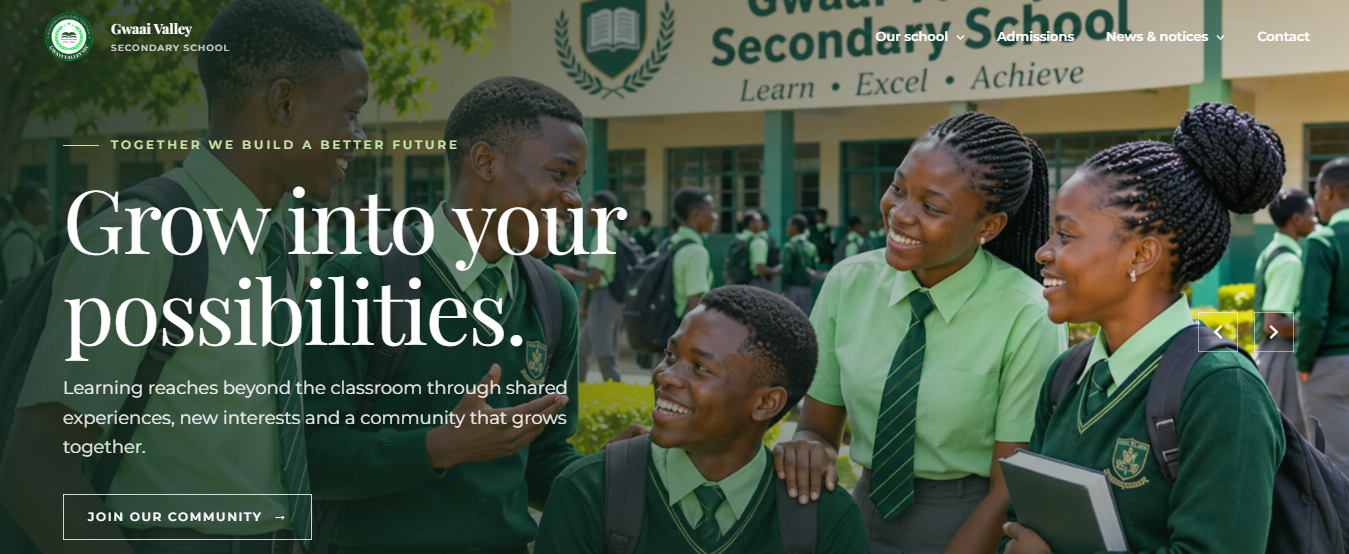 Gwaai Valley
SECONDARY SCHOOL
Our school
Admissions
News & notices
Contact
Secondary School
Learn • Excel • Achieve
TOGETHER WE BUILD A BETTER FUTURE
Grow into your
possibilities.
Learning reaches beyond the classroom through shared
experiences, new interests and a community that grows
together.
JOIN OUR COMMUNITY →